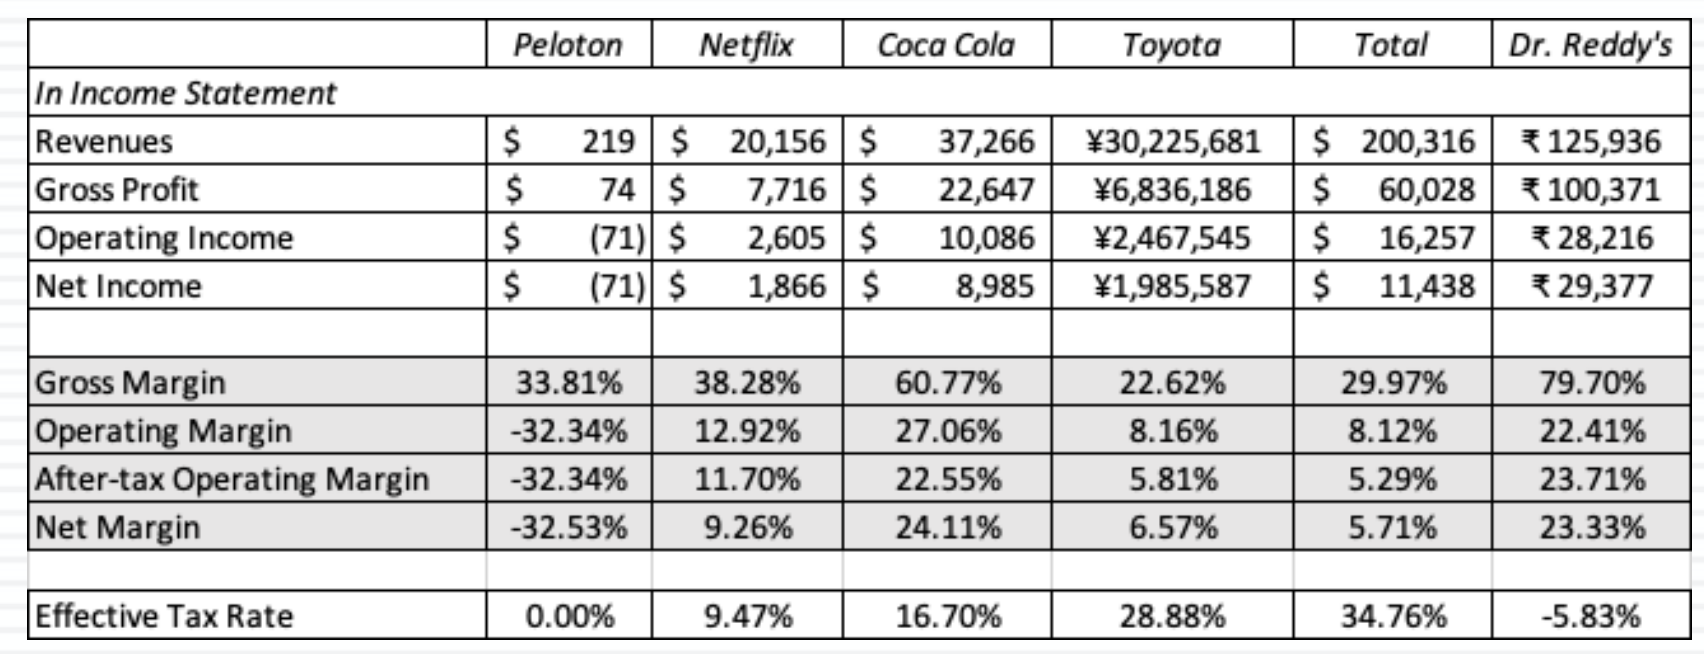 Peloton Netflix Coca Cola Toyota Total Dr. Reddy's
In Income Statement
Revenues $ 219 $ 20,156 $ 37,266 ¥30,225,681 $ 200,316 ₹ 125,936
Gross Profit $ 74 $ 7,716 $ 22,647 ¥6,836,186 $ 60,028 ₹ 100,371
Operating Income $ (71) $ 2,605 $ 10,086 ¥2,467,545 $ 16,257 ₹ 28,216
Net Income $ (71) $ 1,866 $ 8,985 ¥1,985,587 $ 11,438 ₹ 29,377
Gross Margin 33.81% 38.28% 60.77% 22.62% 29.97% 79.70%
Operating Margin -32.34% 12.92% 27.06% 8.16% 8.12% 22.41%
After-tax Operating Margin -32.34% 11.70% 22.55% 5.81% 5.29% 23.71%
Net Margin -32.53% 9.26% 24.11% 6.57% 5.71% 23.33%
Effective Tax Rate 0.00% 9.47% 16.70% 28.88% 34.76% -5.83%